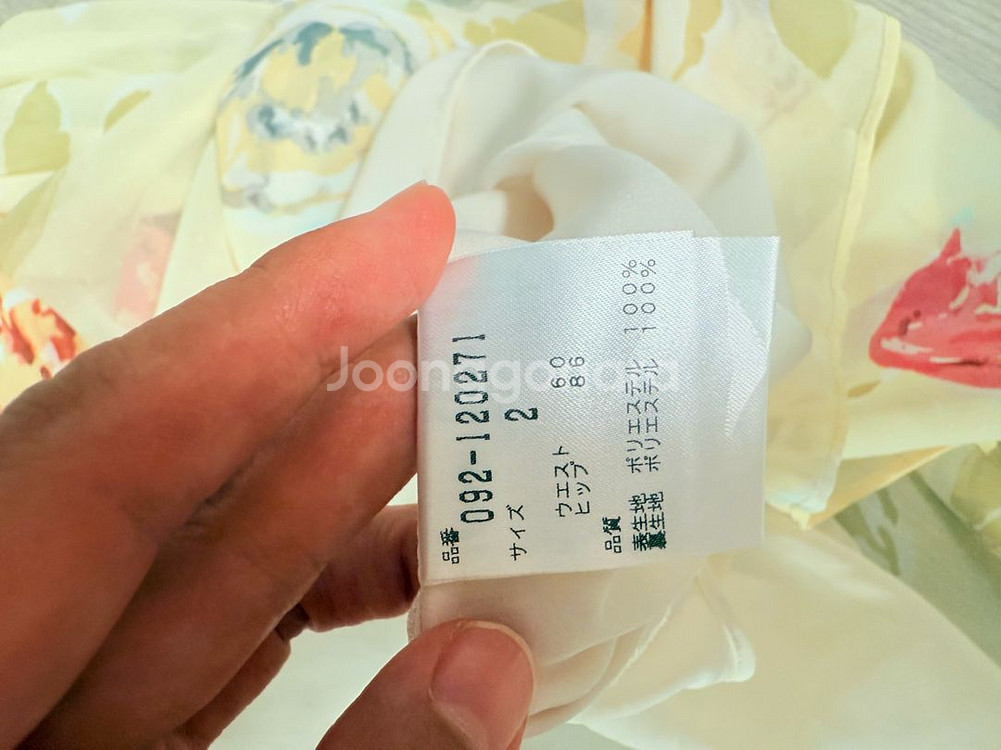 品番
092-120271
サイズ 2
ウエスト 60
ヒップ 86
品質
表生地 ポリエステル 100%
裏生地 ポリエステル 100%
Joonggonara